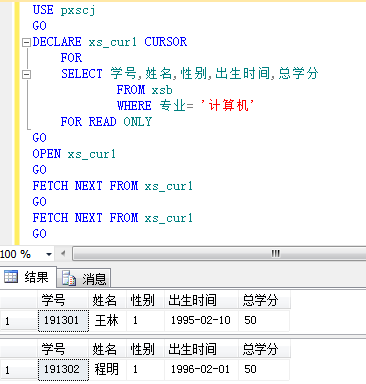 USE pxscj
GO
DECLARE xs_cur1 CURSOR
FOR
SELECT 学号,姓名,性别,出生时间,总学分
FROM xsb
WHERE 专业= '计算机'
FOR READ ONLY
GO
OPEN xs_cur1
GO
FETCH NEXT FROM xs_cur1
GO
FETCH NEXT FROM xs_cur1
GO
100 %
结果 消息
学号 姓名 性别 出生时间 总学分
1 191301 王林 1 1995-02-10 50
学号 姓名 性别 出生时间 总学分
1 191302 程明 1 1996-02-01 50